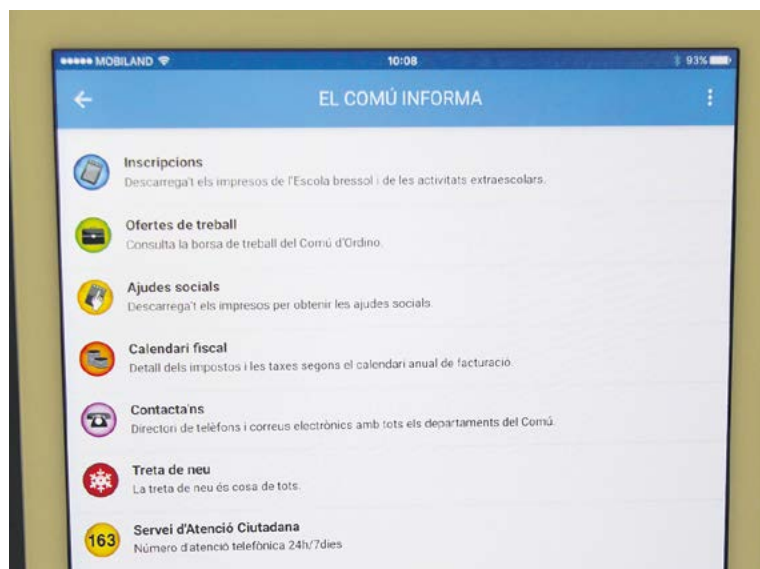 MOBILAND
10:08
93%
EL COMÚ INFORMA
Inscripcions
Descarrega't els impresos de l'Escola bressol i de les activitats extraescolars.
Ofertes de treball
Consulta la borsa de treball del Comú d'Ordino.
Ajudes socials
Descarrega't els impresos per obtenir les ajudes socials.
Calendari fiscal
Detall dels impostos i les taxes segons el calendari anual de facturació.
Contacta'ns
Directori de telèfons i correus electrònics amb tots els departaments del Comú.
Treta de neu
La treta de neu és cosa de tots.
163
Servei d'Atenció Ciutadana
Número d'atenció telefònica 24h/7dies